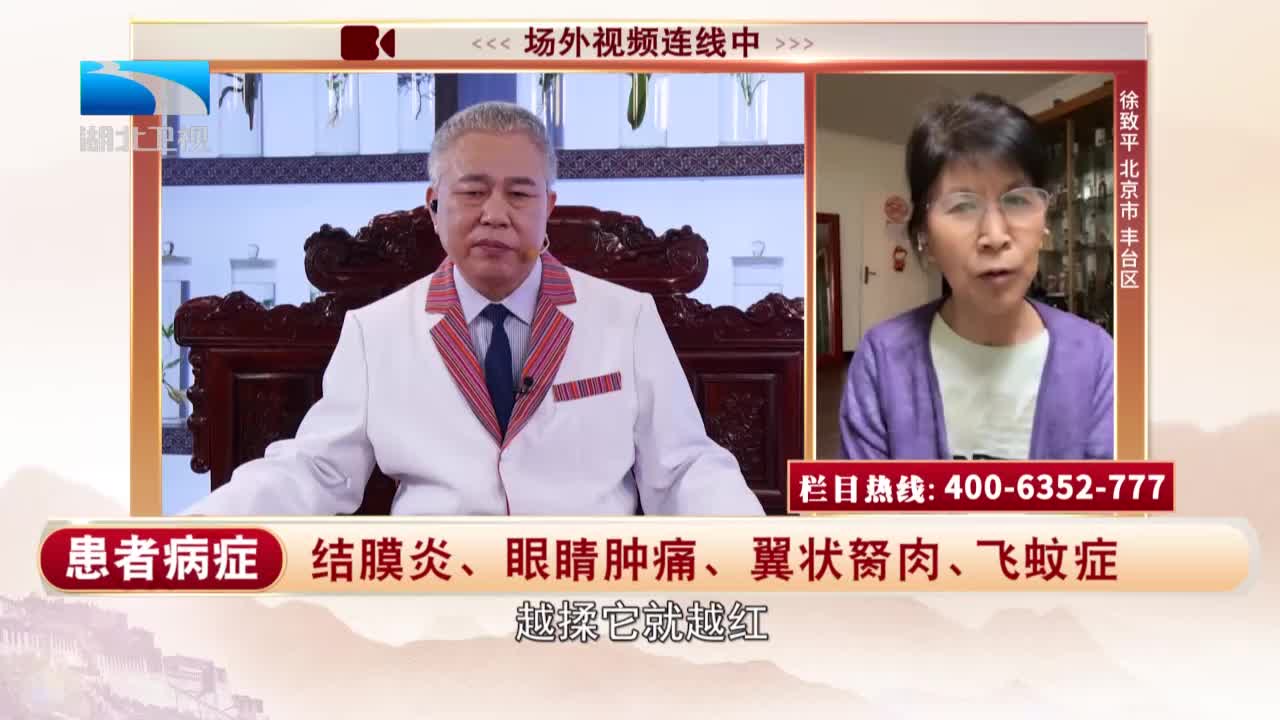 <<< 场外视频连线中 >>>
湖北卫视
徐致平 北京市 丰台区
栏目热线: 400-6352-777
患者病症
结膜炎、眼睛肿痛、翼状胬肉、飞蚊症
越揉它就越红